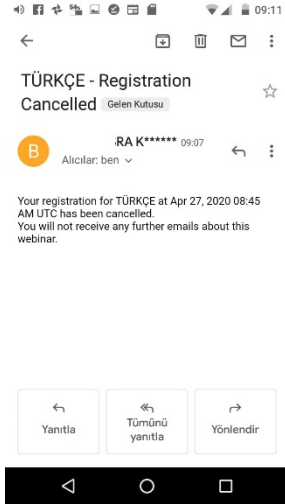 09:11
TÜRKÇE - Registration
Cancelled Gelen Kutusu
B
RA K****** 09:07
Alıcılar: ben
Your registration for TÜRKÇE at Apr 27, 2020 08:45
AM UTC has been cancelled.
You will not receive any further emails about this
webinar.
Yanıtla
Tümünü
yanıtla
Yönlendir